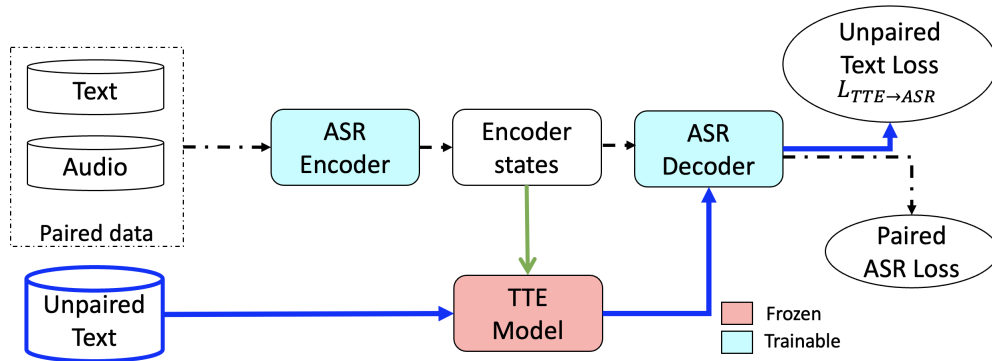 Text
Audio
Paired data
Unpaired
Text
ASR
Encoder
Encoder
states
ASR
Decoder
TTE
Model
Unpaired
Text Loss
L_{TTE→ASR}
Paired
ASR Loss
Frozen
Trainable